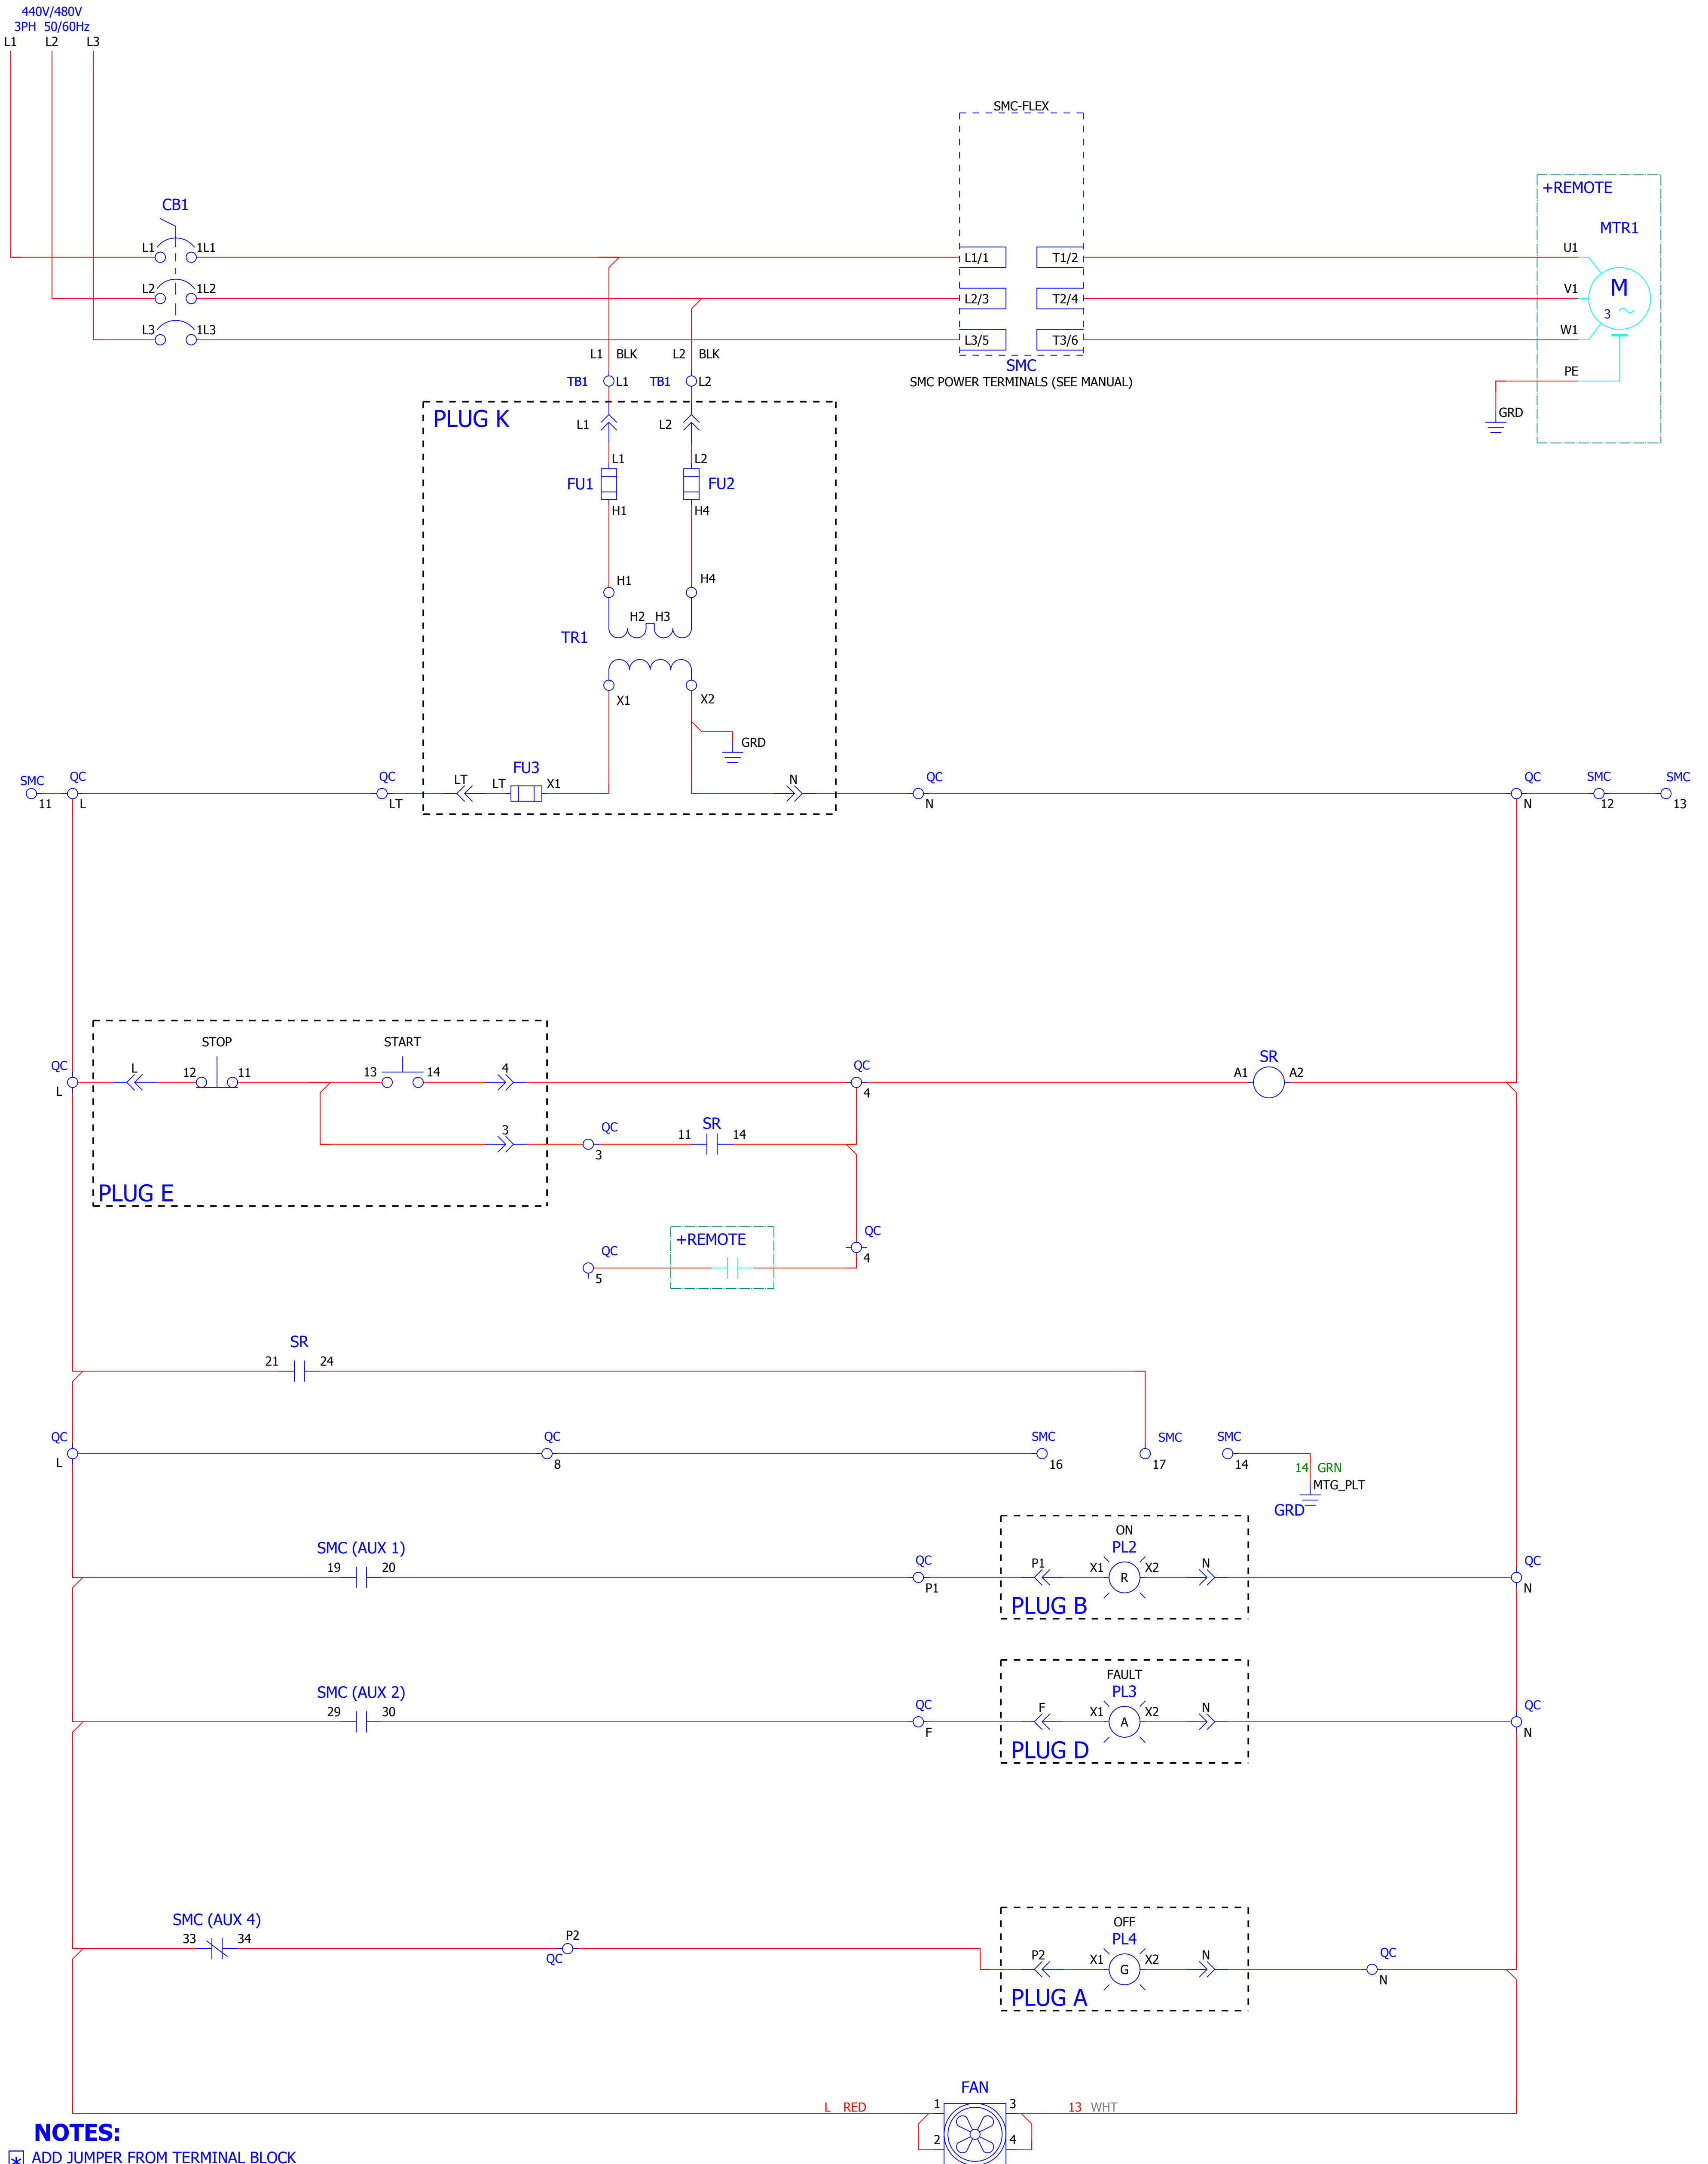 440V/480V
3PH 50/60Hz
L1 L2 L3
SMC-FLEX
+REMOTE
CB1
MTR1
L1 1L1
L1/1 T1/2
U1
L2 1L2
L2/3 T2/4
V1
M
3
L3 1L3
L3/5 T3/6
W1
L1 BLK L2 BLK
SMC
SMC POWER TERMINALS (SEE MANUAL)
PE
TB1 L1 TB1 L2
GRD
PLUG K
L1 L2
L1 L2
FU1 FU2
H1 H4
H1 H4
H2 H3
TR1
X1 X2
GRD
SMC QC QC LT LT FU3 X1 N QC QC SMC SMC
11 L LT N N 12 13
STOP START
QC L 12 11 13 14 4 QC SR
L 4 A1 A2
3 QC 11 SR 14
3
PLUG E
+REMOTE
QC
QC
4
5
SR
21 24
QC QC SMC SMC SMC
L 8 16 17 14
14 GRN
MTG_PLT
GRD
ON
SMC (AUX 1) PL2
19 20 QC P1 X1 X2 N QC
R
P1 N
PLUG B
FAULT
SMC (AUX 2) PL3
29 30 QC F X1 X2 N QC
A
F N
PLUG D
OFF
SMC (AUX 4) PL4
33 34 P2 P2 X1 X2 N QC
QC G N
PLUG A
FAN
L RED 1 3 13 WHT
2 4
NOTES:
* ADD JUMPER FROM TERMINAL BLOCK